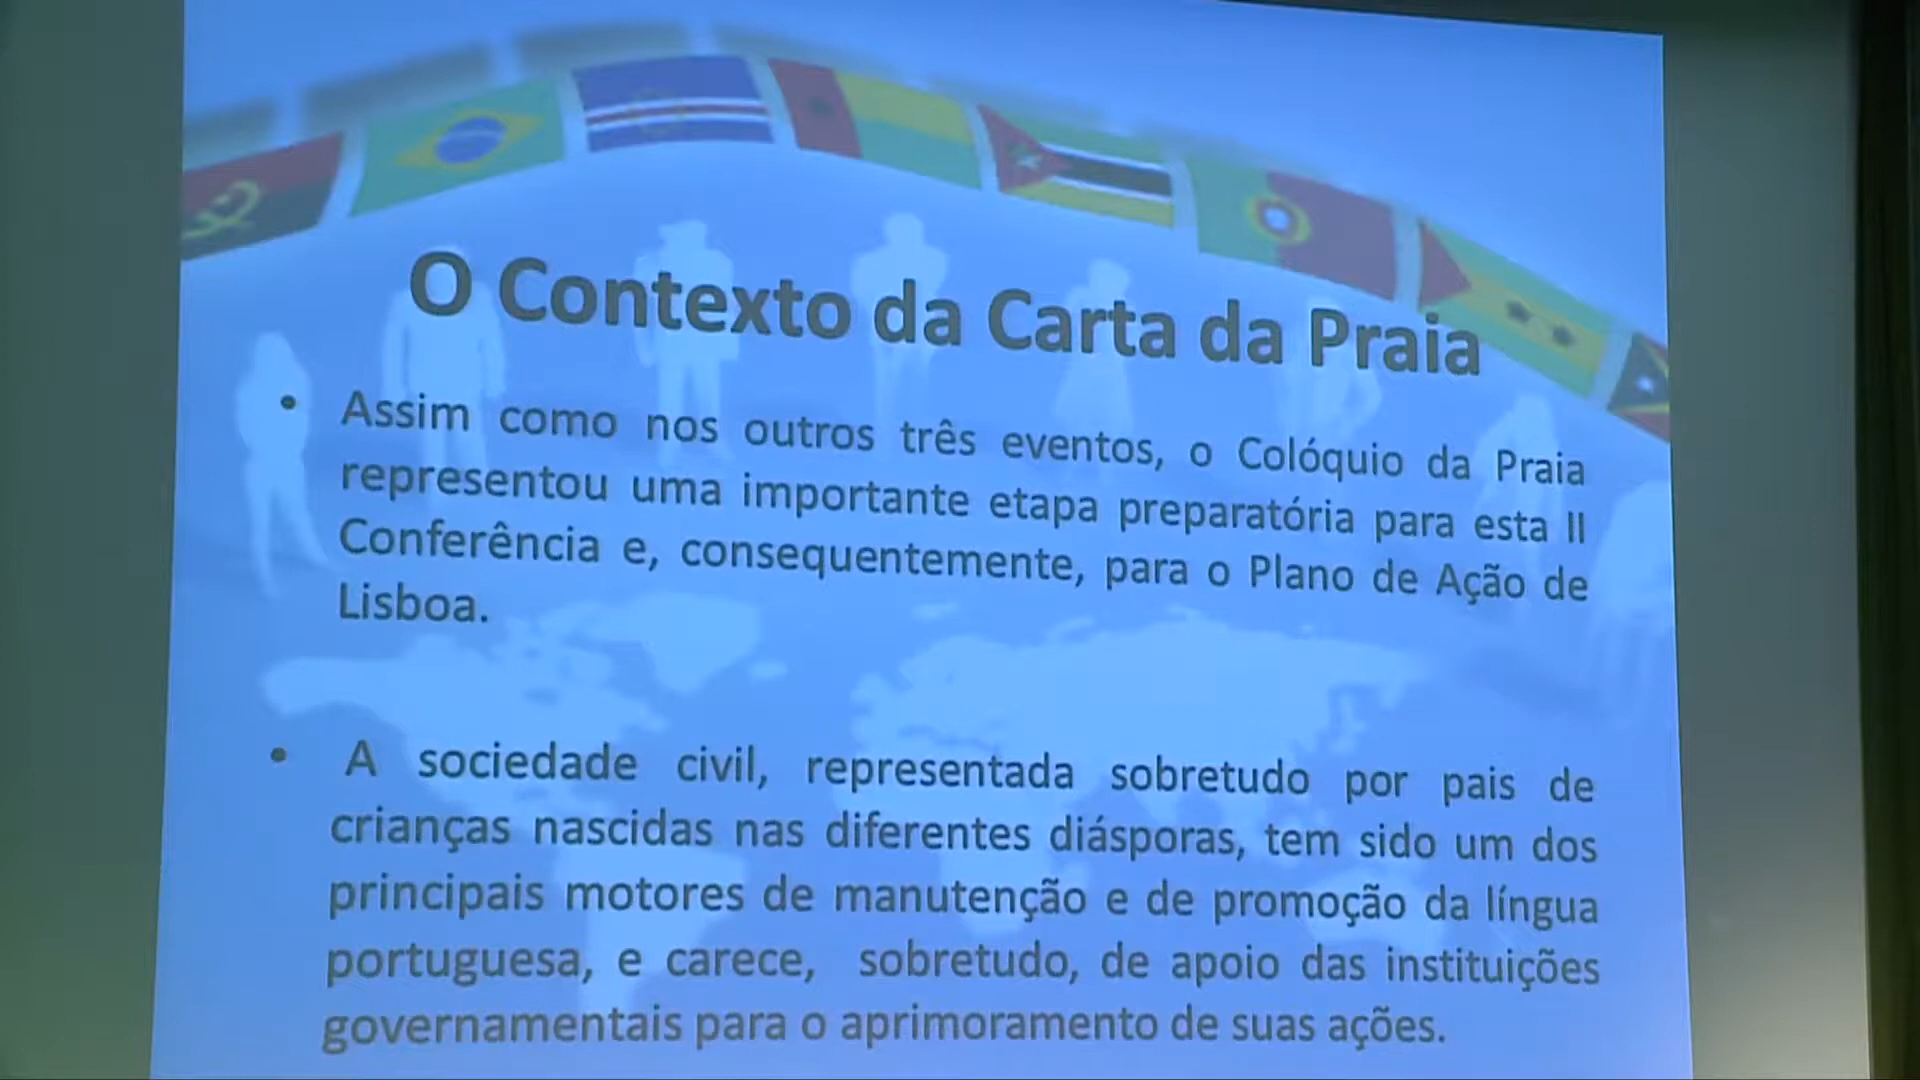 O Contexto da Carta da Praia
• Assim como nos outros três eventos, o Colóquio da Praia
representou uma importante etapa preparatória para esta II
Conferência e, consequentemente, para o Plano de Ação de
Lisboa.
• A sociedade civil, representada sobretudo por pais de
crianças nascidas nas diferentes diásporas, tem sido um dos
principais motores de manutenção e de promoção da língua
portuguesa, e carece, sobretudo, de apoio das instituições
governamentais para o aprimoramento de suas ações.